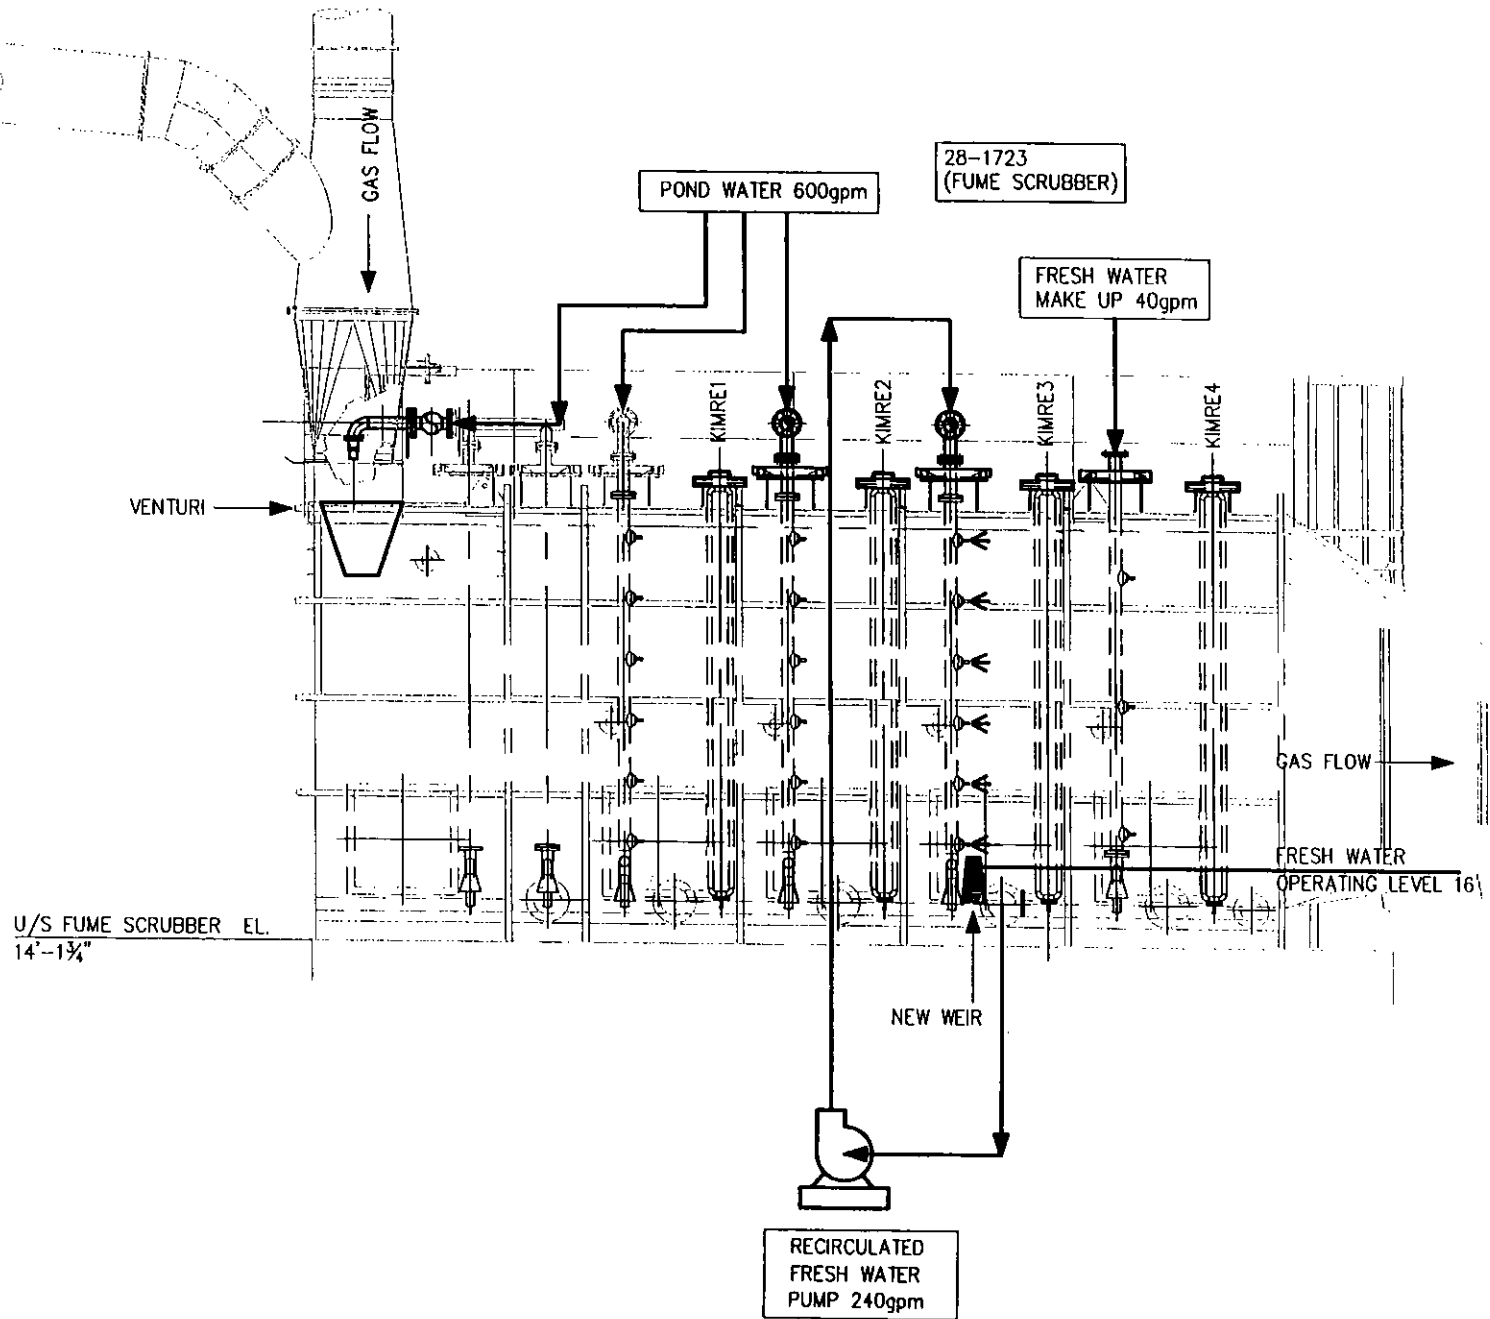 GAS FLOW
28-1723
(FUME SCRUBBER)
POND WATER 600gpm
FRESH WATER
MAKE UP 40gpm
KIMRE1
KIMRE2
KIMRE3
KIMRE4
VENTURI
GAS FLOW
FRESH WATER
OPERATING LEVEL 16'
U/S FUME SCRUBBER EL.
14'-1¾"
NEW WEIR
RECIRCULATED
FRESH WATER
PUMP 240gpm